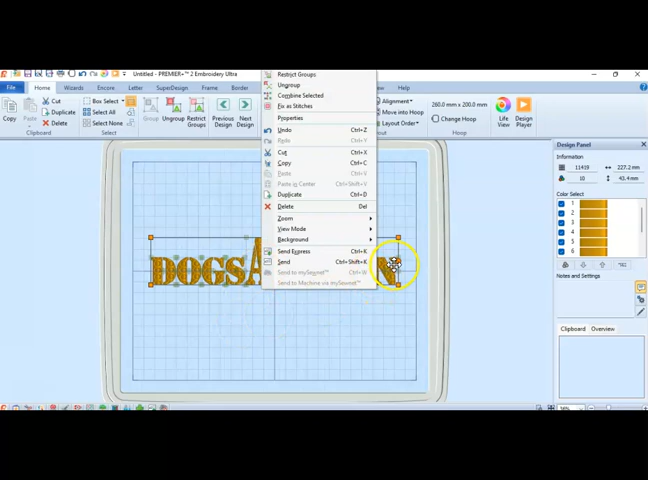 Untitled - PREMIER+™ 2 Embroidery Ultra
File Home Wizards Encore Letter SuperDesign Frame Border View Help
Copy Paste
Cut
Duplicate
Delete
Clipboard
Box Select
Select All
Select None
Select
Group Ungroup Restrict Groups Previous Design Next Design
Alignment
Move into Hoop
Layout Order
260.0 mm x 200.0 mm
Change Hoop
Hoop
Life View
Design Player
Restrict Groups
Ungroup
Combine Selected
Fix as Stitches
Properties
Undo Ctrl+Z
Redo Ctrl+Y
Cut Ctrl+X
Copy Ctrl+C
Paste Ctrl+V
Paste in Center Ctrl+Shift+V
Duplicate Ctrl+D
Delete Del
Zoom
View Mode
Background
Send Express Ctrl+K
Send Ctrl+Shift+K
Send to mySewnet™ Ctrl+W
Send to Machine via mySewnet™
DOGSA N
Design Panel
Information
11419 227.2 mm
10 43.4 mm
Color Select
1
2
3
4
5
6
Notes and Settings
Clipboard Overview